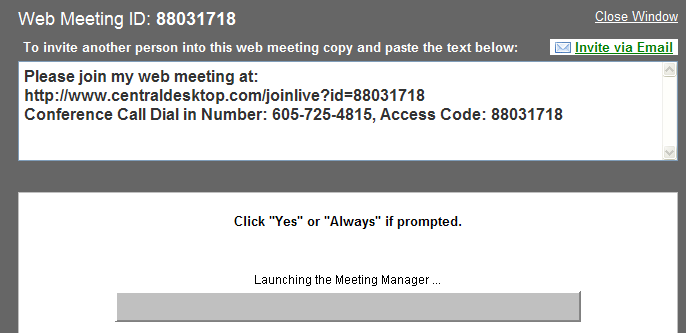 Web Meeting ID: 88031718
Close Window
To invite another person into this web meeting copy and paste the text below:
Invite via Email
Please join my web meeting at:
http://www.centraldesktop.com/joinlive?id=88031718
Conference Call Dial in Number: 605-725-4815, Access Code: 88031718
Click "Yes" or "Always" if prompted.
Launching the Meeting Manager ...